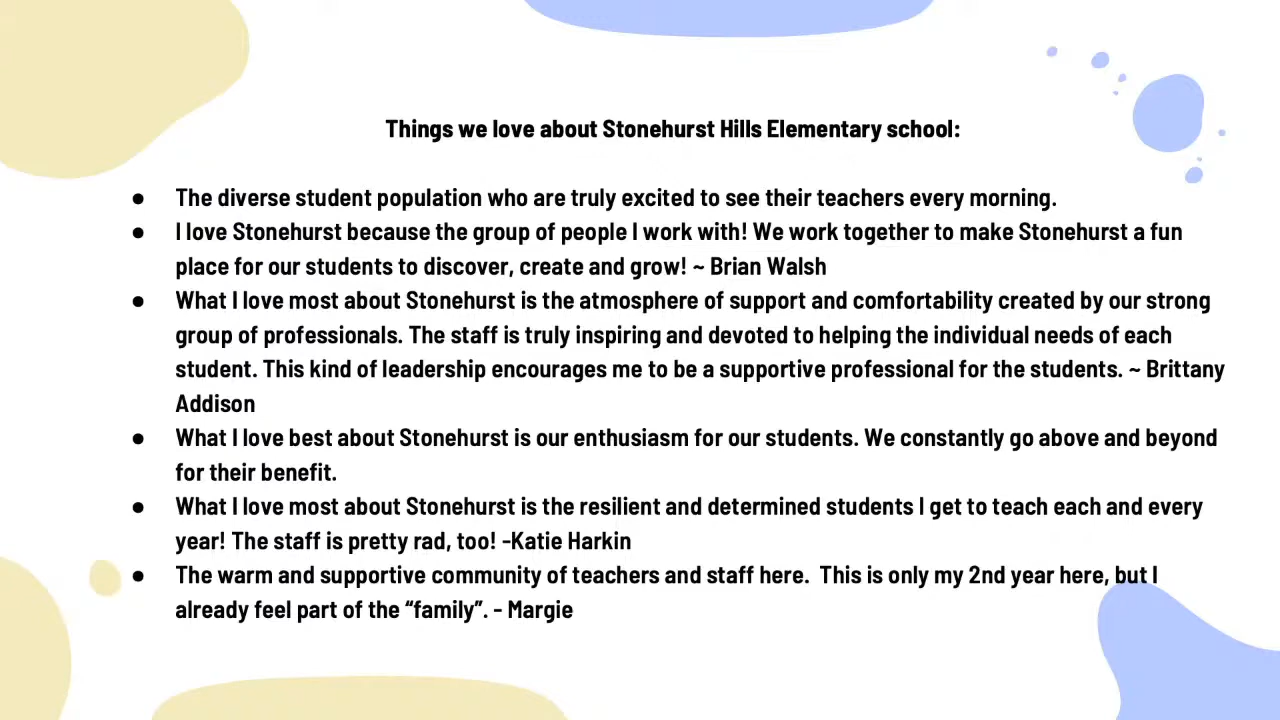 Things we love about Stonehurst Hills Elementary school:
● The diverse student population who are truly excited to see their teachers every morning.
● I love Stonehurst because the group of people I work with! We work together to make Stonehurst a fun
place for our students to discover, create and grow! ~ Brian Walsh
● What I love most about Stonehurst is the atmosphere of support and comfortability created by our strong
group of professionals. The staff is truly inspiring and devoted to helping the individual needs of each
student. This kind of leadership encourages me to be a supportive professional for the students. ~ Brittany
Addison
● What I love best about Stonehurst is our enthusiasm for our students. We constantly go above and beyond
for their benefit.
● What I love most about Stonehurst is the resilient and determined students I get to teach each and every
year! The staff is pretty rad, too! -Katie Harkin
● The warm and supportive community of teachers and staff here.  This is only my 2nd year here, but I
already feel part of the “family”. - Margie